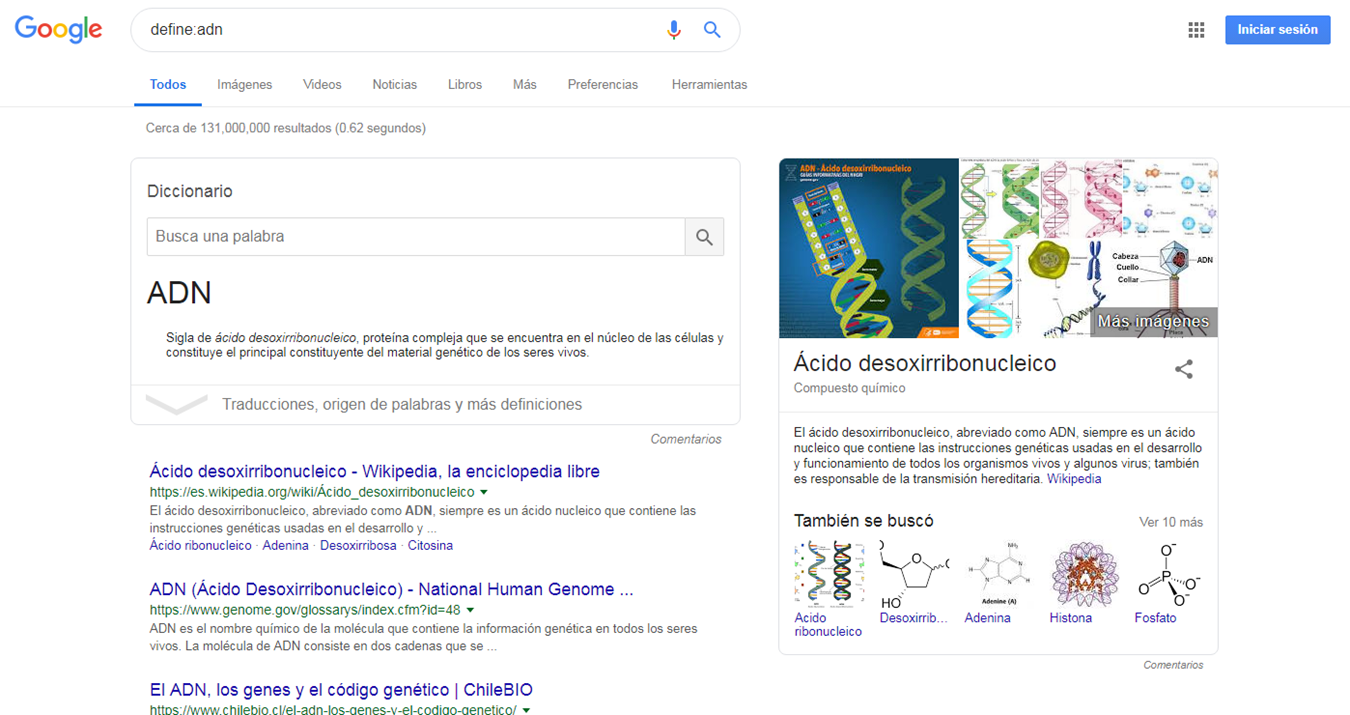 Google
define:adn
Iniciar sesión
Todos Imágenes Videos Noticias Libros Más Preferencias Herramientas
Cerca de 131,000,000 resultados (0.62 segundos)
Diccionario
Busca una palabra
ADN
Sigla de ácido desoxirribonucleico, proteína compleja que se encuentra en el núcleo de las células y
constituye el principal constituyente del material genético de los seres vivos.
Traducciones, origen de palabras y más definiciones
Comentarios
Ácido desoxirribonucleico - Wikipedia, la enciclopedia libre
https://es.wikipedia.org/wiki/Ácido_desoxirribonucleico
El ácido desoxirribonucleico, abreviado como ADN, siempre es un ácido nucleico que contiene las
instrucciones genéticas usadas en el desarrollo y ...
Ácido ribonucleico · Adenina · Desoxirribosa · Citosina
ADN (Ácido Desoxirribonucleico) - National Human Genome ...
https://www.genome.gov/glossarys/index.cfm?id=48
ADN es el nombre químico de la molécula que contiene la información genética en todos los seres
vivos. La molécula de ADN consiste en dos cadenas que se ...
El ADN, los genes y el código genético | ChileBIO
https://www.chilebio.cl/el-adn-los-genes-y-el-codigo-genetico/
ADN - Ácido desoxirribonucleico
GUÍAS INFORMATIVAS DEL NHGRI
genome.gov
Cabeza
Cuello
Collar
ADN
Más imágenes
Ácido desoxirribonucleico
Compuesto químico
El ácido desoxirribonucleico, abreviado como ADN, siempre es un ácido
nucleico que contiene las instrucciones genéticas usadas en el desarrollo
y funcionamiento de todos los organismos vivos y algunos virus; también
es responsable de la transmisión hereditaria. Wikipedia
También se buscó
Ver 10 más
HO
O
NH₂
N
N
N
N
H
H
Adenine (A)
O⁻
O
P
O⁻
O⁻
Ácido
ribonucleico
Desoxirrib...
Adenina
Histona
Fosfato
Comentarios